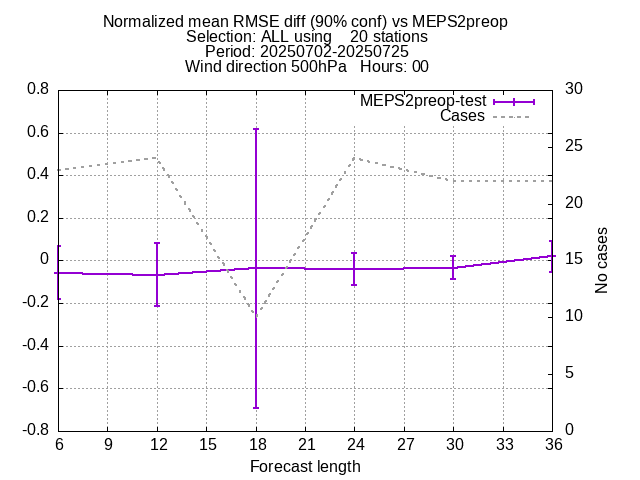 Normalized mean RMSE diff (90% conf) vs MEPS2preop
Selection: ALL using    20 stations
Period: 20250702-20250725
Wind direction 500hPa   Hours: 00
MEPS2preop-test
Cases
0.8
0.6
0.4
0.2
0
-0.2
-0.4
-0.6
-0.8
30
25
20
15
10
5
0
No cases
6 9 12 15 18 21 24 27 30 33 36
Forecast length